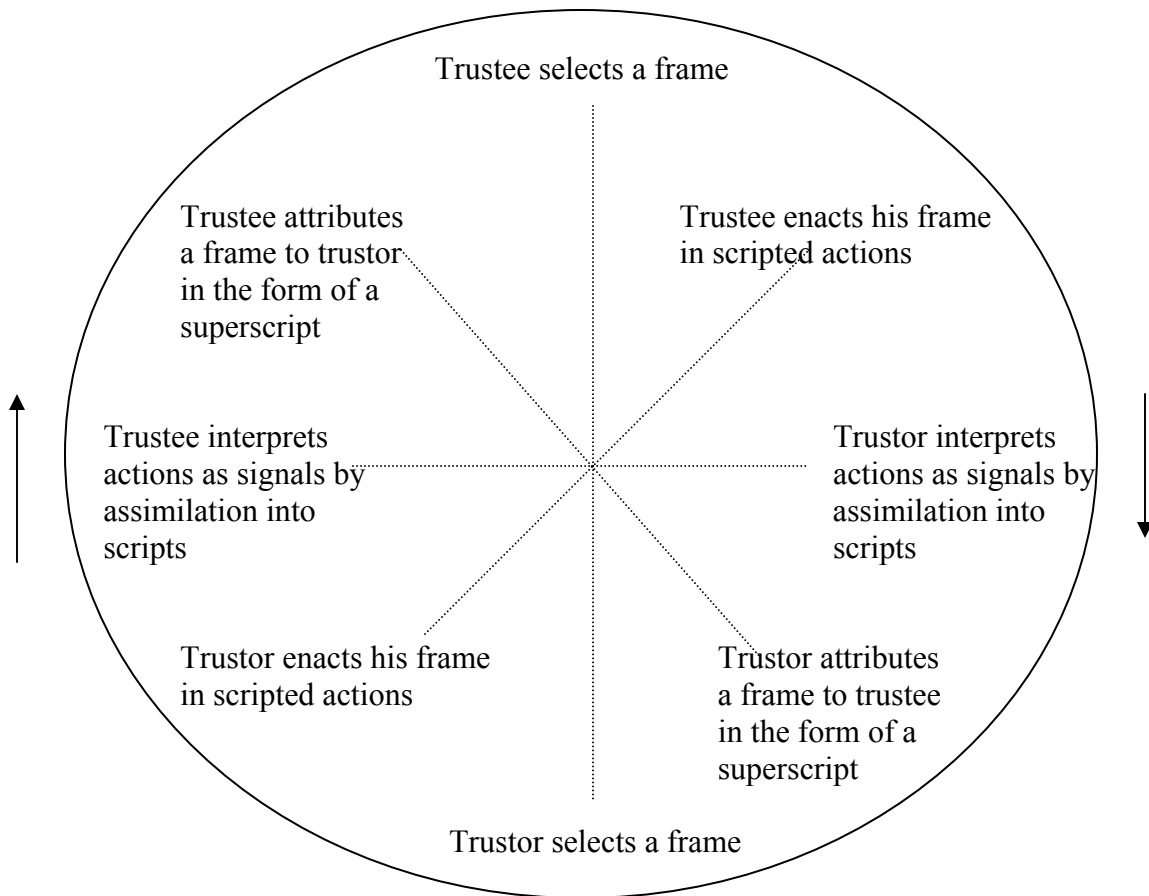 Trustee selects a frame
Trustee attributes
a frame to trustor
in the form of a
superscript
Trustee enacts his frame
in scripted actions
Trustee interprets
actions as signals by
assimilation into
scripts
Trustor interprets
actions as signals by
assimilation into
scripts
Trustor enacts his frame
in scripted actions
Trustor attributes
a frame to trustee
in the form of a
superscript
Trustor selects a frame